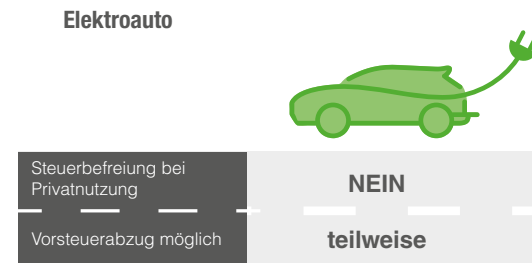 Elektroauto
Steuerbefreiung bei
Privatnutzung
NEIN
Vorsteuerabzug möglich
teilweise